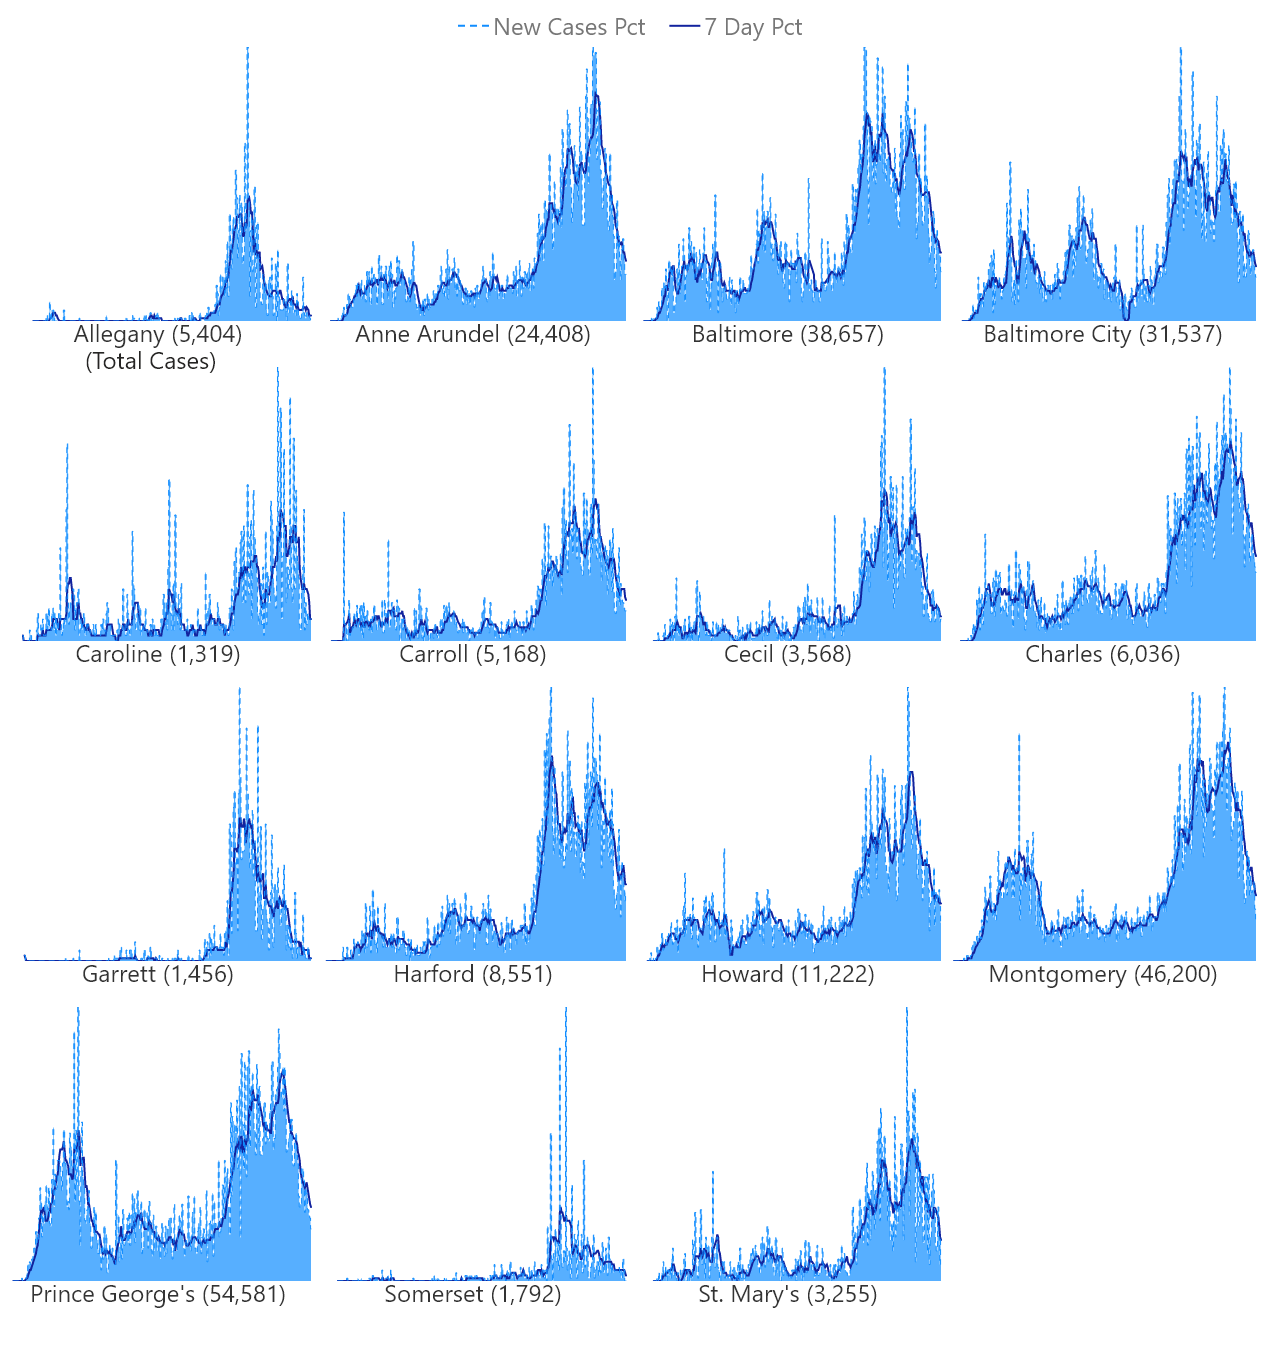 New Cases Pct 7 Day Pct
Allegany (5,404) Anne Arundel (24,408) Baltimore (38,657) Baltimore City (31,537)
(Total Cases)
Caroline (1,319) Carroll (5,168) Cecil (3,568) Charles (6,036)
Garrett (1,456) Harford (8,551) Howard (11,222) Montgomery (46,200)
Prince George's (54,581) Somerset (1,792) St. Mary's (3,255)